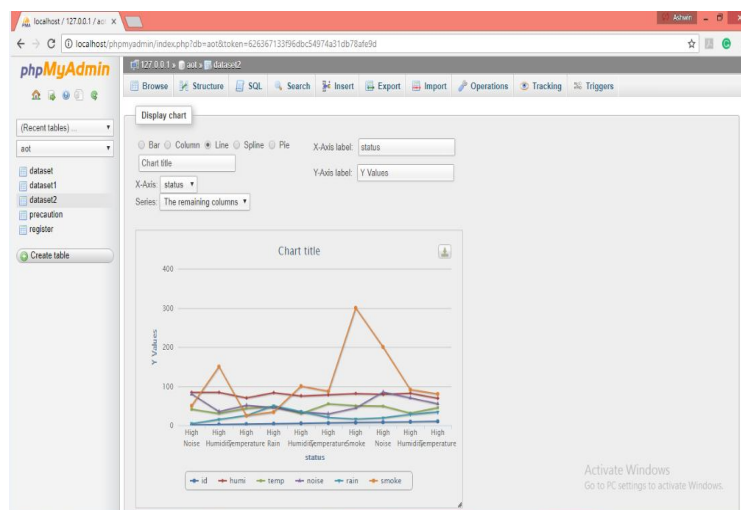 localhost / 127.0.0.1 / aot
Ashwin
localhost/phpmyadmin/index.php?db=aot&token=626367133f96dbc54974a31db78afe9d
phpMyAdmin
127.0.0.1 » aot » dataset2
Browse Structure SQL Search Insert Export Import Operations Tracking Triggers
(Recent tables) ...
aot
dataset
dataset1
dataset2
precaution
register
Create table
Display chart
Bar Column Line Spline Pie
Chart title
X-Axis: status
Series: The remaining columns
X-Axis label: status
Y-Axis label: Y Values
Chart title
400
300
200
100
0
Y Values
High Noise
High Humidity
High Temperature
High Rain
High Humidity
High Temperature
High Smoke
High Noise
High Humidity
High Temperature
status
id humi temp noise rain smoke
Activate Windows
Go to PC settings to activate Windows.